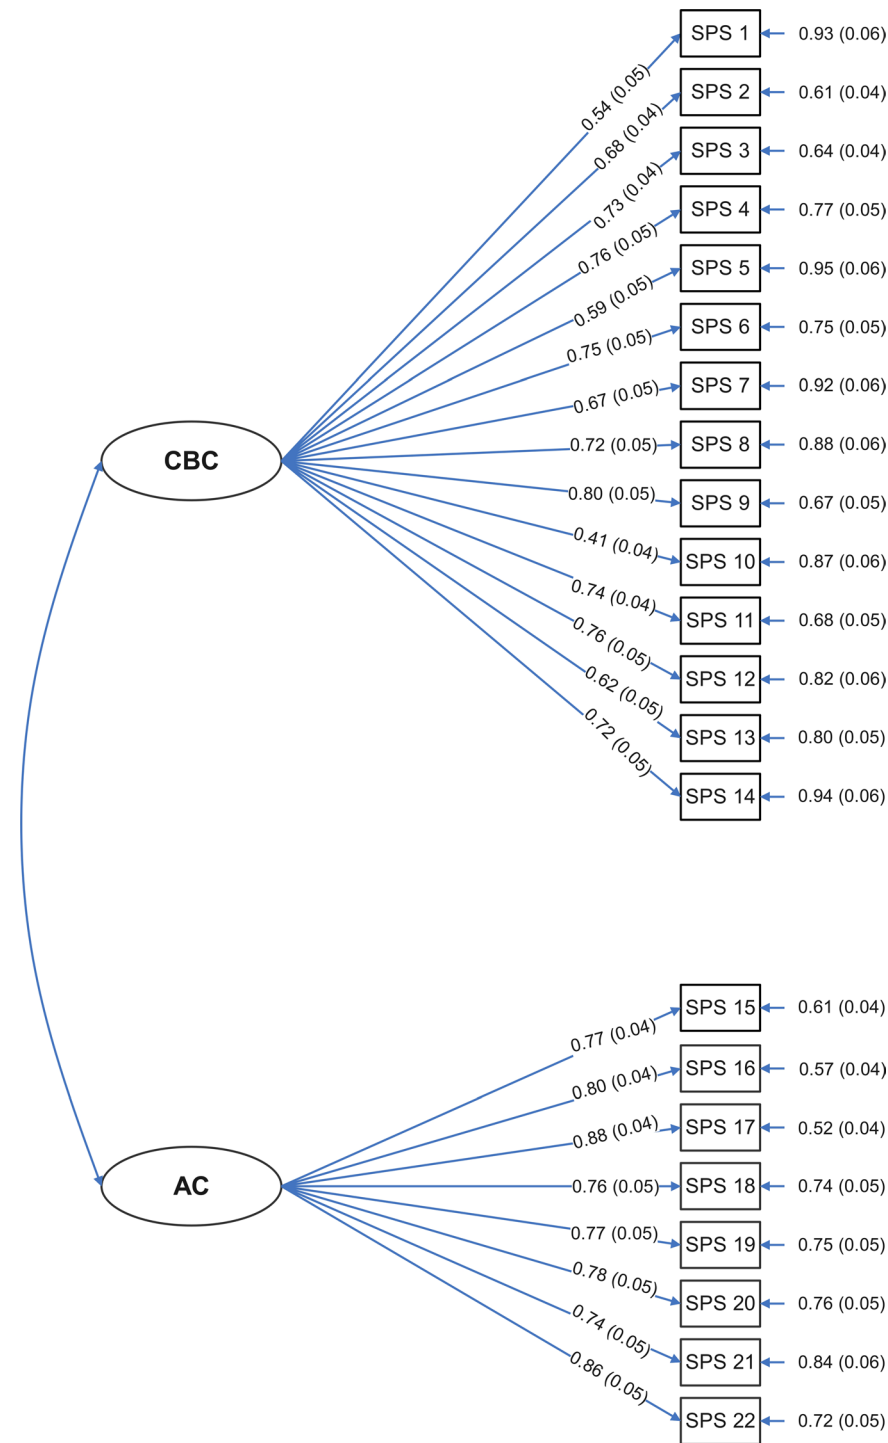 0.54 (0.05) SPS 1 0.93 (0.06)
0.68 (0.04) SPS 2 0.61 (0.04)
0.73 (0.04) SPS 3 0.64 (0.04)
0.76 (0.05) SPS 4 0.77 (0.05)
0.59 (0.05) SPS 5 0.95 (0.06)
0.75 (0.05) SPS 6 0.75 (0.05)
0.67 (0.05) SPS 7 0.92 (0.06)
CBC
0.72 (0.05) SPS 8 0.88 (0.06)
0.80 (0.05) SPS 9 0.67 (0.05)
0.41 (0.04) SPS 10 0.87 (0.06)
0.74 (0.04) SPS 11 0.68 (0.05)
0.76 (0.05) SPS 12 0.82 (0.06)
0.62 (0.05) SPS 13 0.80 (0.05)
0.72 (0.05) SPS 14 0.94 (0.06)
0.77 (0.04) SPS 15 0.61 (0.04)
0.80 (0.04) SPS 16 0.57 (0.04)
0.88 (0.04) SPS 17 0.52 (0.04)
AC
0.76 (0.05) SPS 18 0.74 (0.05)
0.77 (0.05) SPS 19 0.75 (0.05)
0.78 (0.05) SPS 20 0.76 (0.05)
0.74 (0.05) SPS 21 0.84 (0.06)
0.86 (0.05) SPS 22 0.72 (0.05)